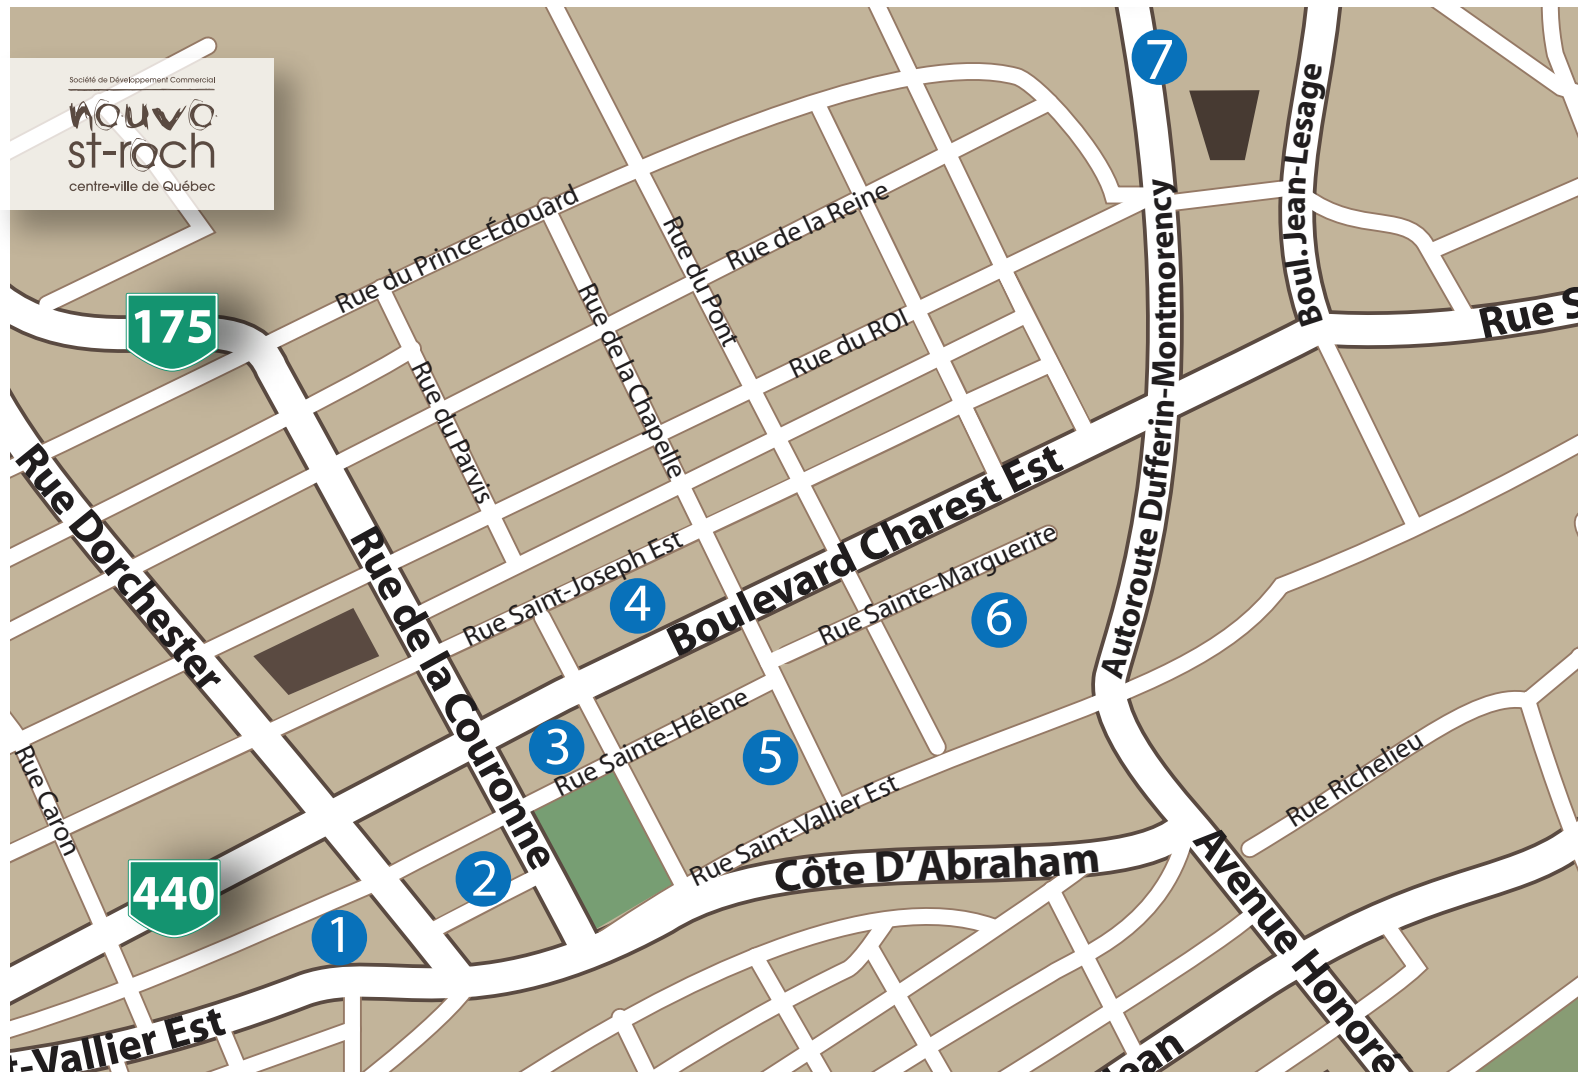 Société de Développement Commercial
nouvo
st-roch
centre-ville de Québec
7
Boul. Jean-Lesage
Rue du Prince-Édouard
Rue du Pont
Rue de la Reine
175
Rue de la Chapelle
Rue du ROI
Autoroute Dufferin-Montmorency
Rue S
Rue du Parvis
Rue Dorchester
Rue de la Couronne
Rue Saint-Joseph Est
4
Boulevard Charest Est
Rue Sainte-Marguerite
6
3
Rue Sainte-Hélène
5
Rue Caron
Rue Saint-Vallier Est
Rue Richelieu
440
2
1
Côte D'Abraham
Avenue Honoré
t-Vallier Est
Jean